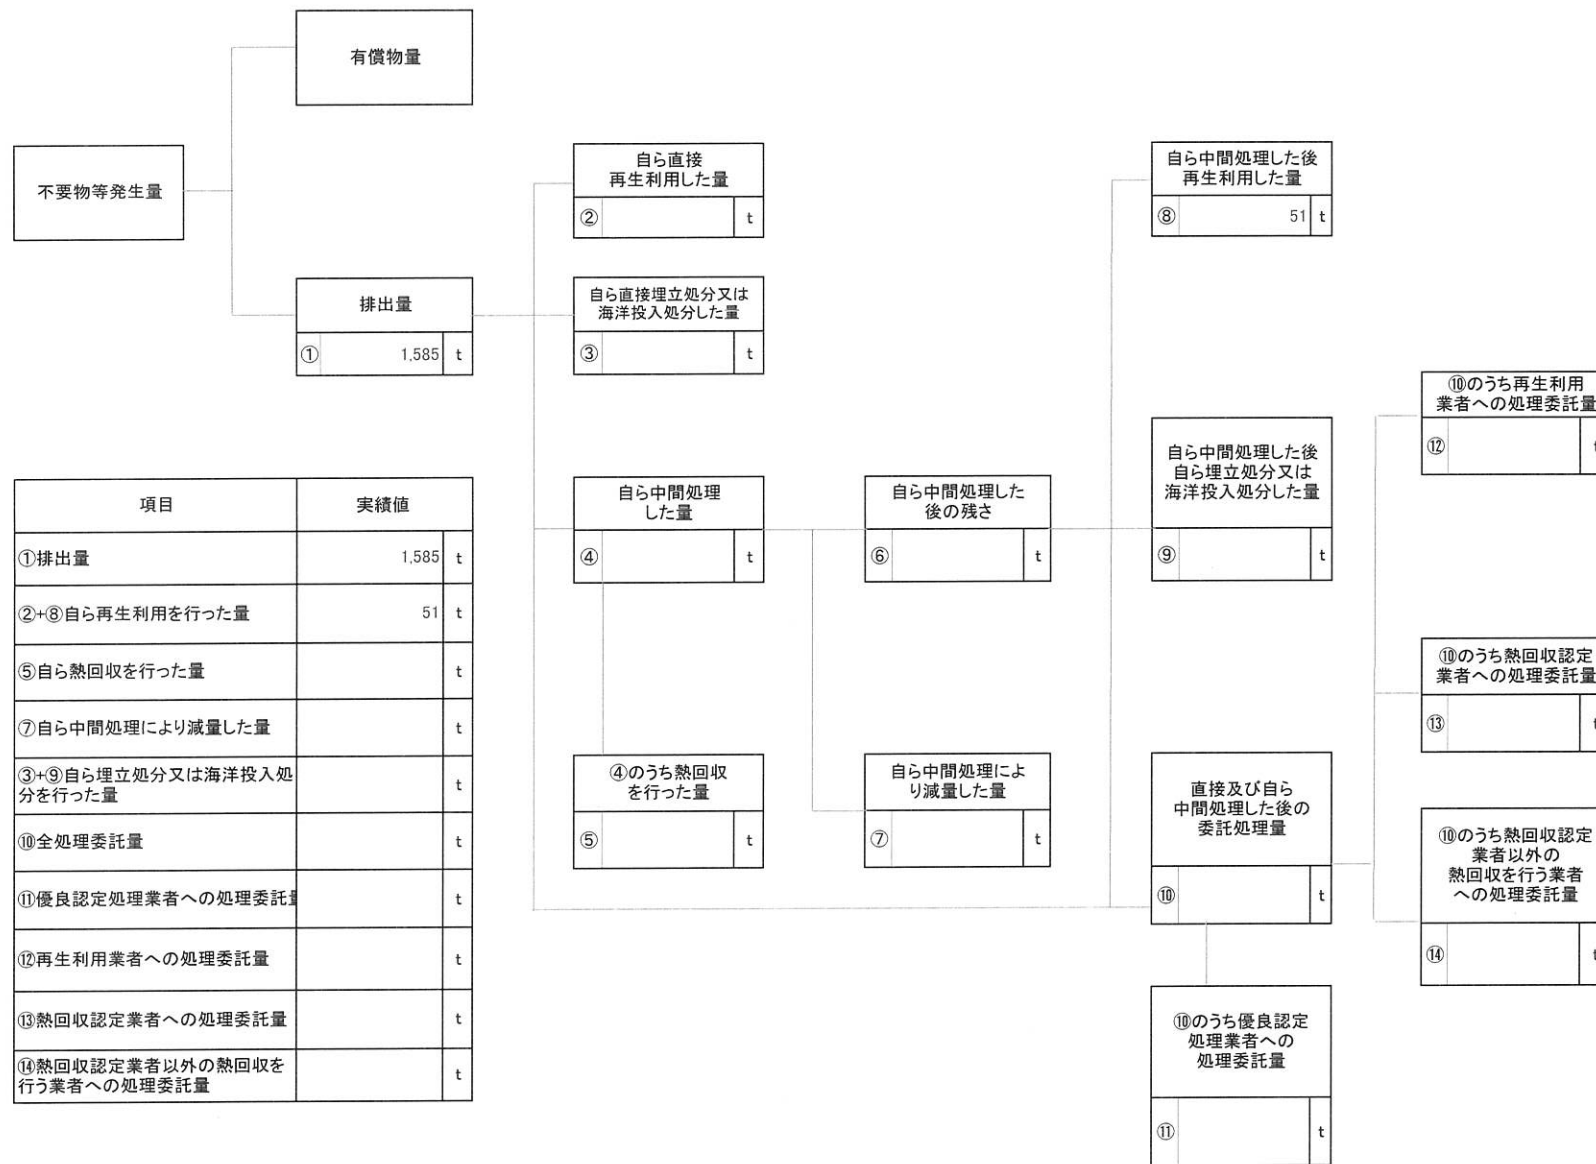 有償物量
不要物等発生量
排出量
① 1,585 t
自ら直接
再生利用した量
② t
自ら直接埋立処分又は
海洋投入処分した量
③ t
自ら中間処理
した量
④ t
④のうち熱回収
を行った量
⑤ t
自ら中間処理した
後の残さ
⑥ t
自ら中間処理によ
り減量した量
⑦ t
自ら中間処理した後
再生利用した量
⑧ 51 t
自ら中間処理した後
自ら埋立処分又は
海洋投入処分した量
⑨ t
直接及び自ら
中間処理した後の
委託処理量
⑩ t
⑩のうち優良認定
処理業者への
処理委託量
⑪ t
⑩のうち再生利用
業者への処理委託量
⑫ t
⑩のうち熱回収認定
業者への処理委託量
⑬ t
⑩のうち熱回収認定
業者以外の
熱回収を行う業者
への処理委託量
⑭ t
項目 実績値
①排出量 1,585 t
②+⑧自ら再生利用を行った量 51 t
⑤自ら熱回収を行った量 t
⑦自ら中間処理により減量した量 t
③+⑨自ら埋立処分又は海洋投入処
分を行った量 t
⑩全処理委託量 t
⑪優良認定処理業者への処理委託量 t
⑫再生利用業者への処理委託量 t
⑬熱回収認定業者への処理委託量 t
⑭熱回収認定業者以外の熱回収を
行う業者への処理委託量 t